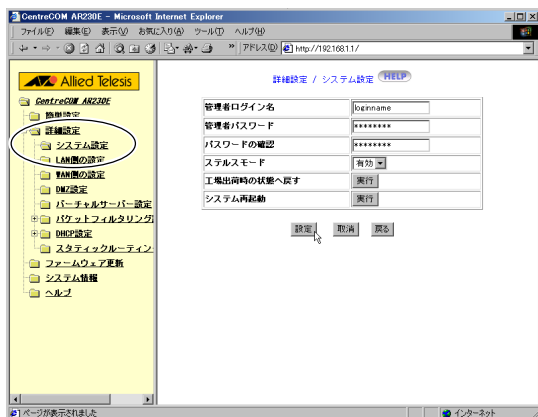 CentreCOM AR230E - Microsoft Internet Explorer
ファイル(F) 編集(E) 表示(V) お気に入り(A) ツール(T) ヘルプ(H)
アドレス(D) http://192.168.1.1/
Allied Telesis
詳細設定 / システム設定 HELP
CentreCOM AR230E
簡単設定
詳細設定
システム設定
LAN側の設定
WAN側の設定
DMZ設定
バーチャルサーバー設定
パケットフィルタリング
DHCP設定
スタティックルーティン
ファームウェア更新
システム情報
ヘルプ
管理者ログイン名 loginname
管理者パスワード ********
パスワードの確認 ********
ステルスモード 有効
工場出荷時の状態へ戻す 実行
システム再起動 実行
設定 取消 戻る
ページが表示されました
インターネット